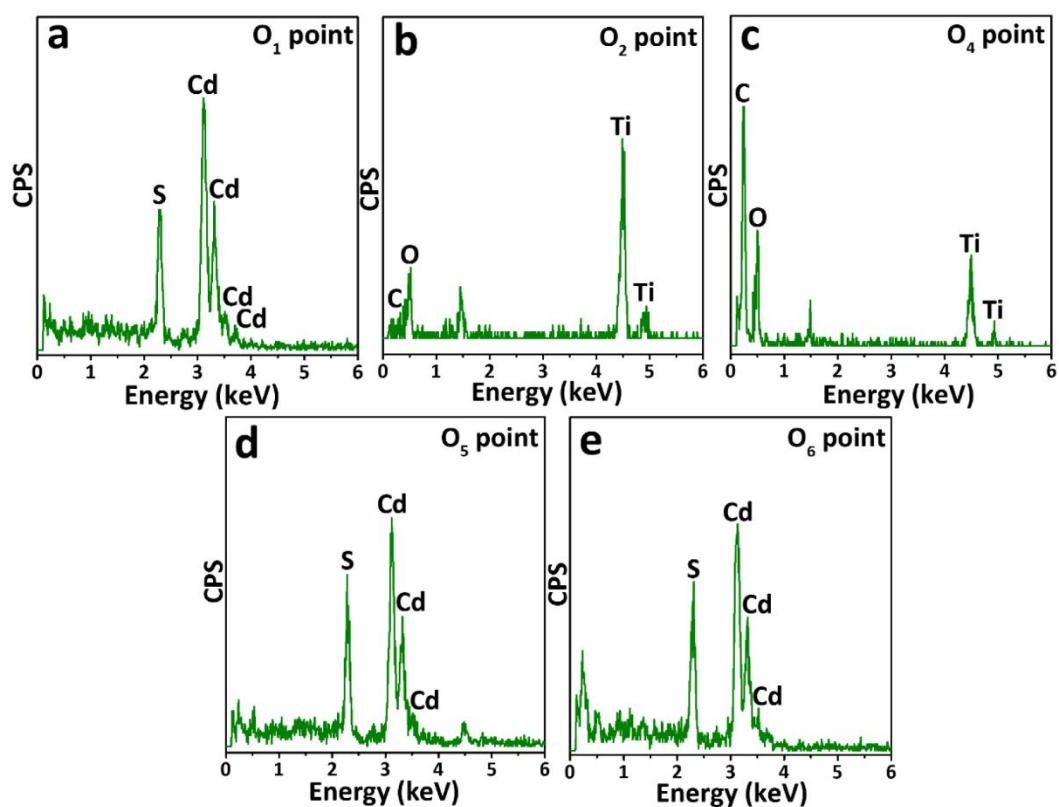 a
O₁ point
Cd
Cd
S
Cd
Cd
CPS
0 1 2 3 4 5 6
Energy (keV)
b
O₂ point
Ti
O
C
Ti
CPS
0 1 2 3 4 5 6
Energy (keV)
c
O₄ point
C
O
Ti
Ti
CPS
0 1 2 3 4 5 6
Energy (keV)
d
O₅ point
Cd
S
Cd
Cd
CPS
0 1 2 3 4 5 6
Energy (keV)
e
O₆ point
Cd
S
Cd
Cd
CPS
0 1 2 3 4 5 6
Energy (keV)